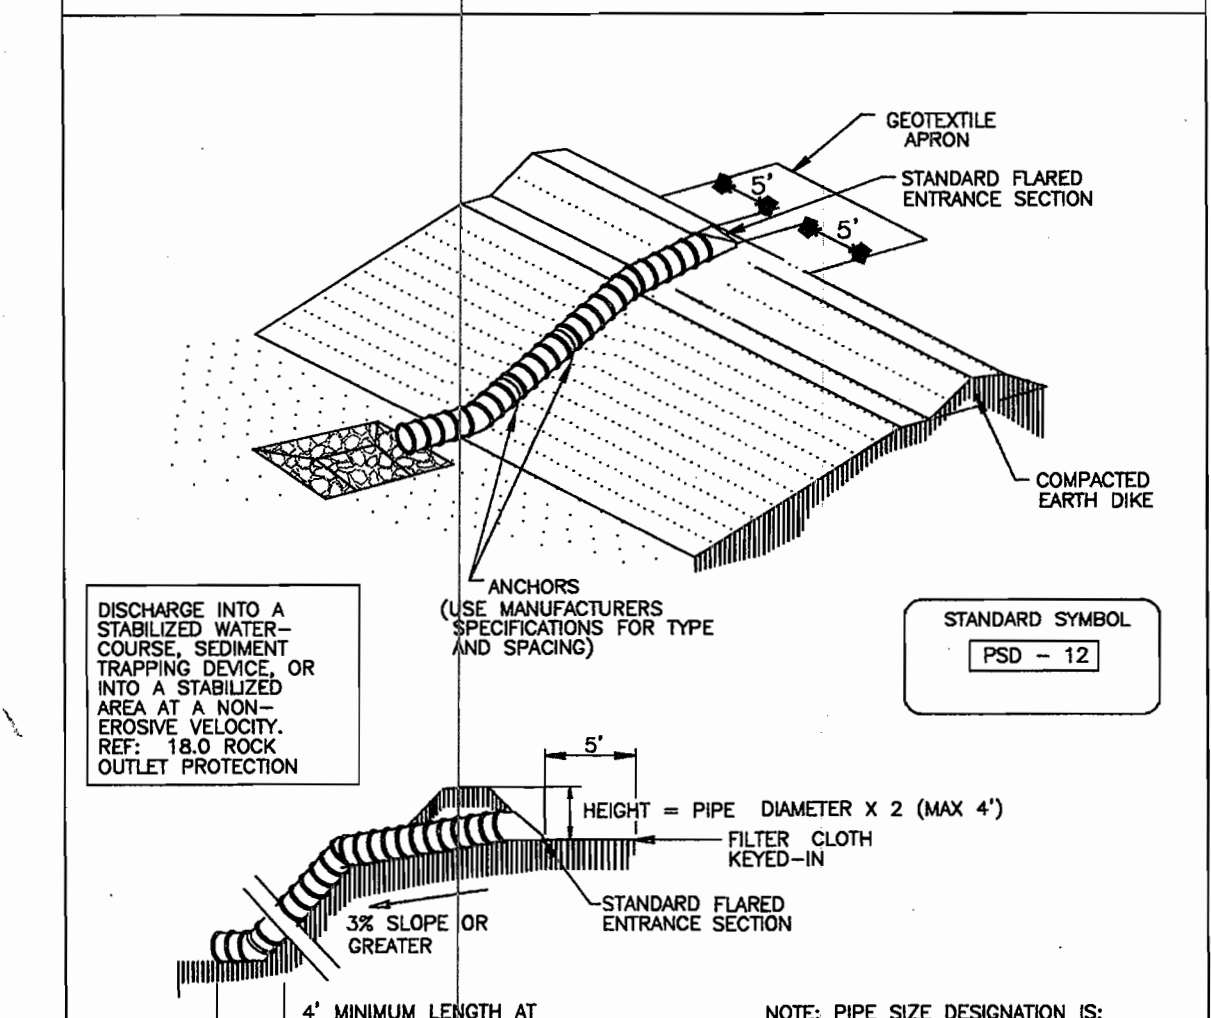 GEOTEXTILE
APRON
5'
STANDARD FLARED
ENTRANCE SECTION
5'
COMPACTED
EARTH DIKE
ANCHORS
(USE MANUFACTURERS
SPECIFICATIONS FOR TYPE
AND SPACING)
DISCHARGE INTO A
STABILIZED WATER-
COURSE, SEDIMENT
TRAPPING DEVICE, OR
INTO A STABILIZED
AREA AT A NON-
EROSIVE VELOCITY.
REF: 18.0 ROCK
OUTLET PROTECTION
STANDARD SYMBOL
PSD - 12
5'
HEIGHT = PIPE DIAMETER X 2 (MAX 4')
FILTER CLOTH
KEYED-IN
STANDARD FLARED
ENTRANCE SECTION
3% SLOPE OR
GREATER
4' MINIMUM LENGTH AT
NOTE: PIPE SIZE DESIGNATION IS: